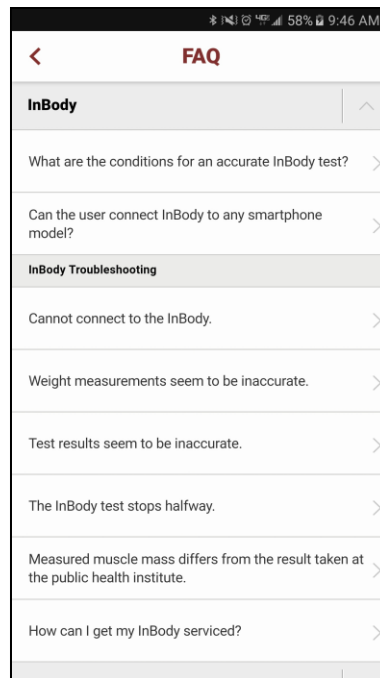 58% 9:46 AM
FAQ
InBody
What are the conditions for an accurate InBody test?
Can the user connect InBody to any smartphone
model?
InBody Troubleshooting
Cannot connect to the InBody.
Weight measurements seem to be inaccurate.
Test results seem to be inaccurate.
The InBody test stops halfway.
Measured muscle mass differs from the result taken at
the public health institute.
How can I get my InBody serviced?